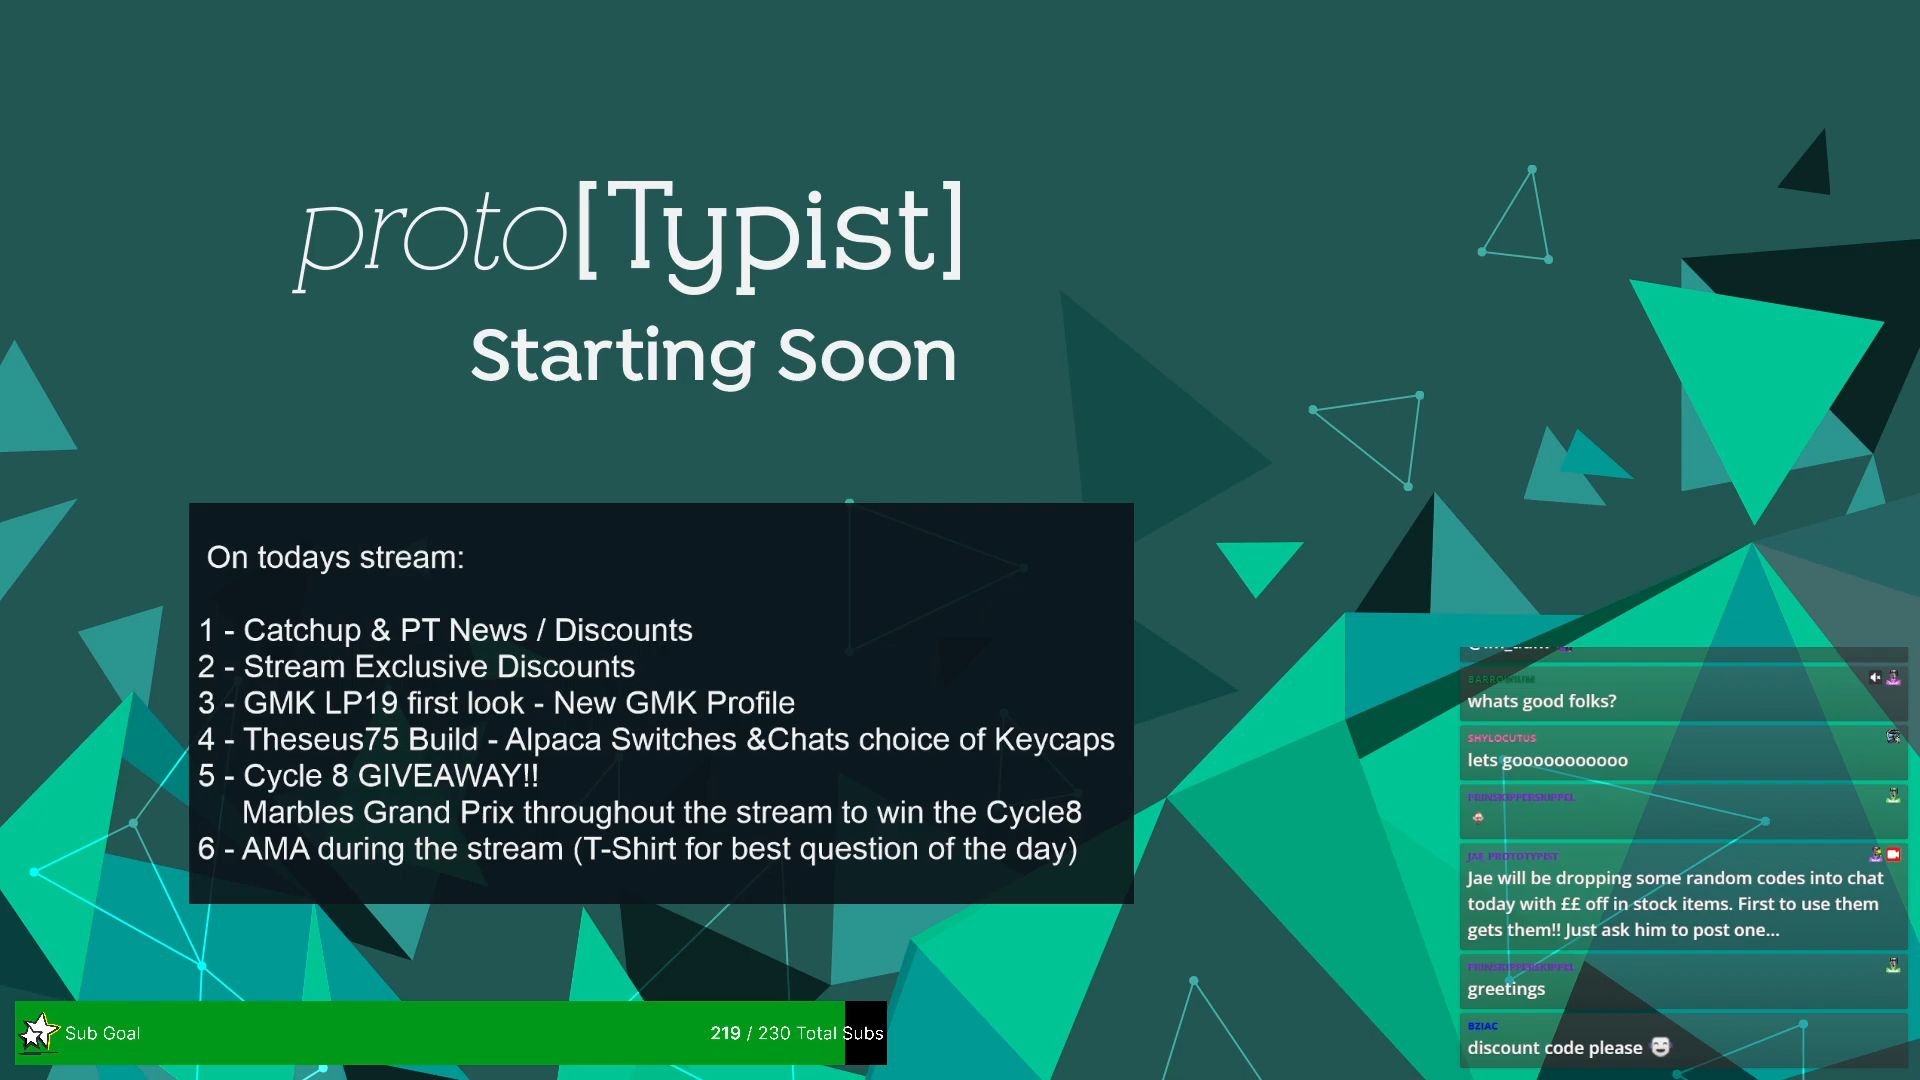 proto[Typist]
Starting Soon
On todays stream:
1 - Catchup & PT News / Discounts
2 - Stream Exclusive Discounts
3 - GMK LP19 first look - New GMK Profile
4 - Theseus75 Build - Alpaca Switches &Chats choice of Keycaps
5 - Cycle 8 GIVEAWAY!!
Marbles Grand Prix throughout the stream to win the Cycle8
6 - AMA during the stream (T-Shirt for best question of the day)
whats good folks?
SHYLOCUTUS
lets gooooooooooo
JAE_PROTOTYPIST
Jae will be dropping some random codes into chat
today with ££ off in stock items. First to use them
gets them!! Just ask him to post one...
greetings
BZIAC
discount code please
Sub Goal
219 / 230 Total Subs